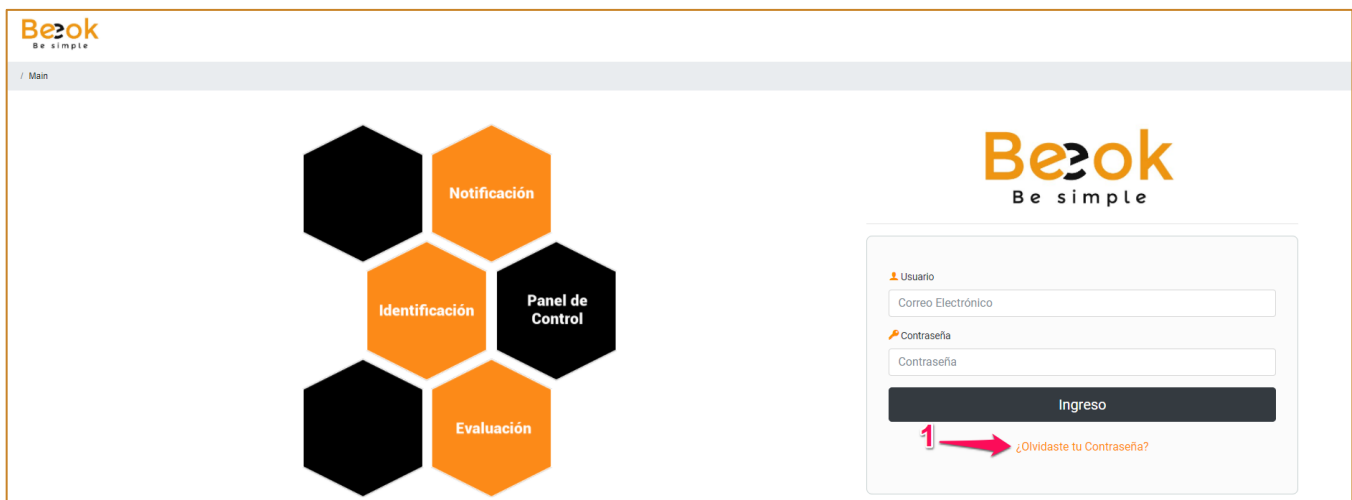 Beeok
Be simple
/ Main
Notificación
Identificación
Panel de
Control
Evaluación
Beeok
Be simple
Usuario
Correo Electrónico
Contraseña
Contraseña
Ingreso
1
¿Olvidaste tu Contraseña?